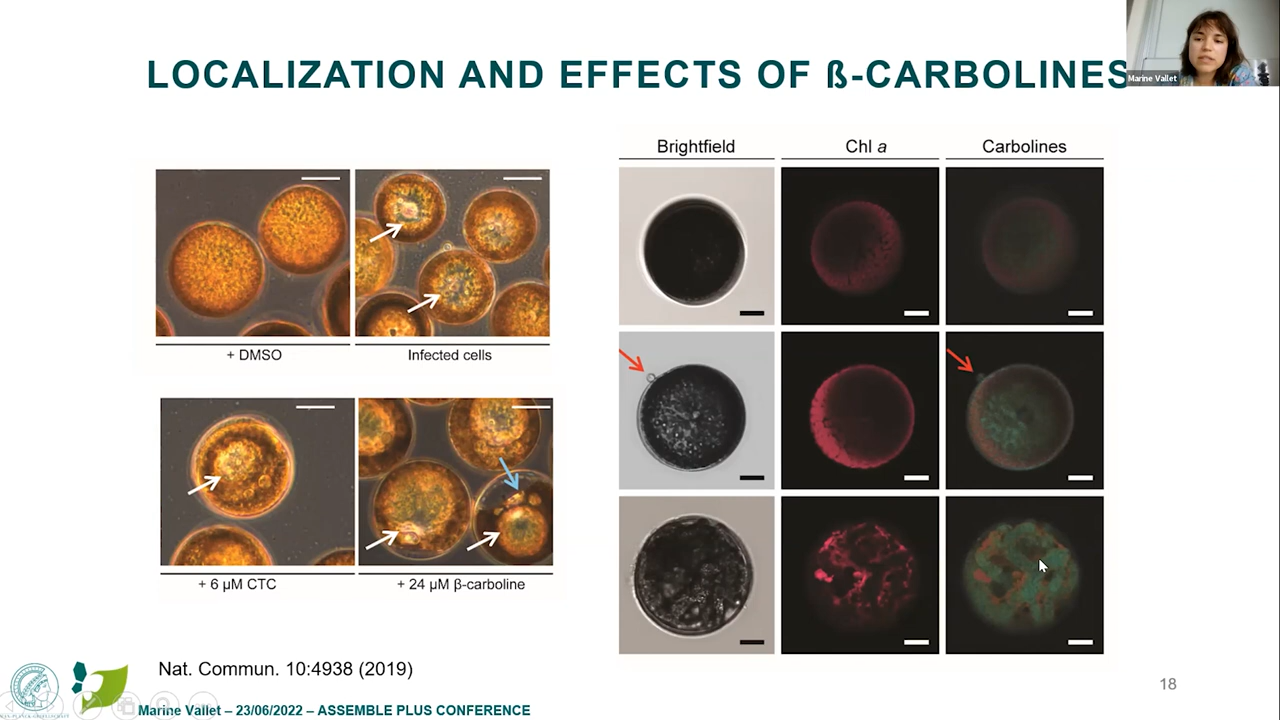 LOCALIZATION AND EFFECTS OF ß-CARBOLINES
Marine Vallet
Brightfield
Chl a
Carbolines
+ DMSO
Infected cells
+ 6 µM CTC
+ 24 µM β-carboline
Nat. Commun. 10:4938 (2019)
18
Marine Vallet – 23/06/2022 – ASSEMBLE PLUS CONFERENCE